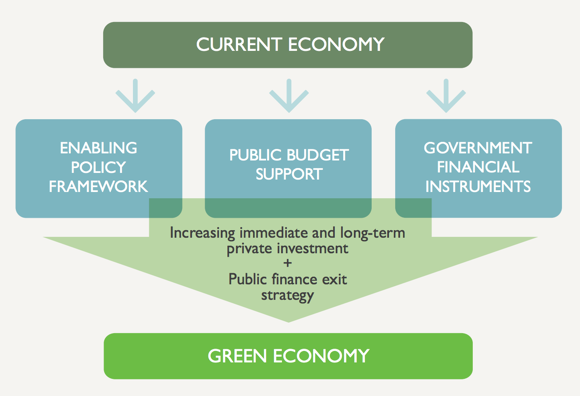 CURRENT ECONOMY
ENABLING
POLICY
FRAMEWORK
PUBLIC BUDGET
SUPPORT
GOVERNMENT
FINANCIAL
INSTRUMENTS
Increasing immediate and long-term
private investment
+
Public finance exit
strategy
GREEN ECONOMY